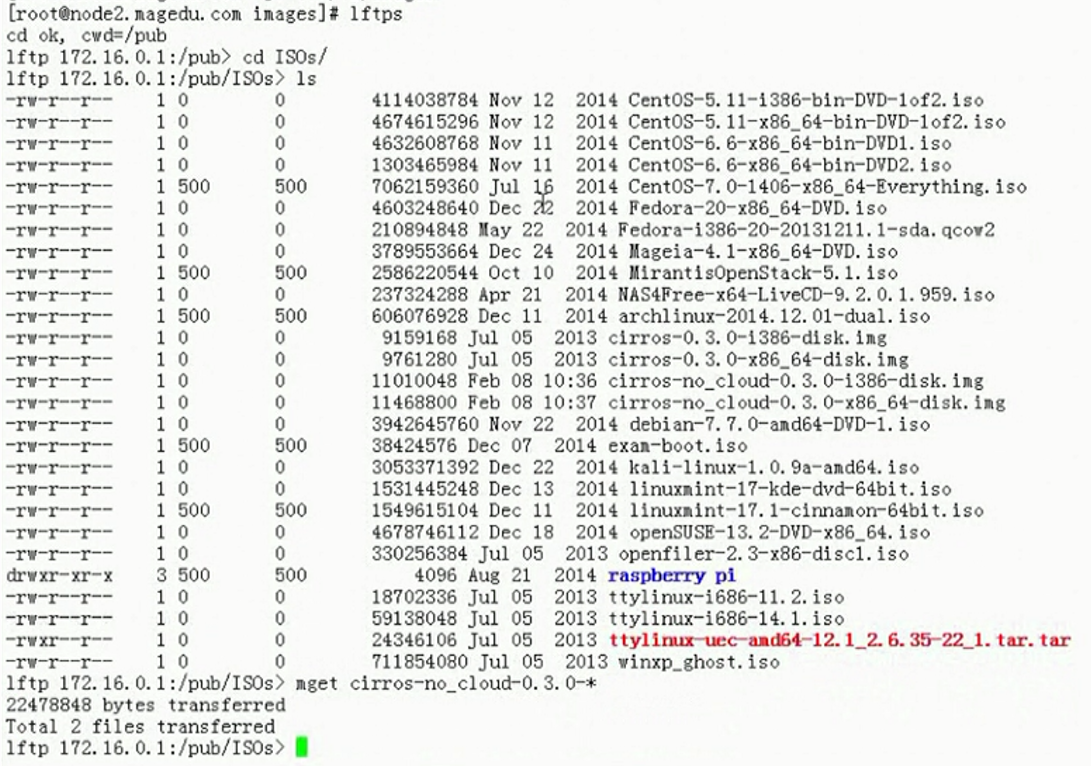 [root@node2.magedu.com images]# lftps
cd ok, cwd=/pub
lftp 172.16.0.1:/pub> cd ISOs/
lftp 172.16.0.1:/pub/ISOs> ls
-rw-r--r-- 1 0 0 4114038784 Nov 12 2014 CentOS-5.11-i386-bin-DVD-1of2.iso
-rw-r--r-- 1 0 0 4674615296 Nov 12 2014 CentOS-5.11-x86_64-bin-DVD-1of2.iso
-rw-r--r-- 1 0 0 4632608768 Nov 11 2014 CentOS-6.6-x86_64-bin-DVD1.iso
-rw-r--r-- 1 0 0 1303465984 Nov 11 2014 CentOS-6.6-x86_64-bin-DVD2.iso
-rw-r--r-- 1 500 500 7062159360 Jul 16 2014 CentOS-7.0-1406-x86_64-Everything.iso
-rw-r--r-- 1 0 0 4603248640 Dec 22 2014 Fedora-20-x86_64-DVD.iso
-rw-r--r-- 1 0 0 210894848 May 22 2014 Fedora-i386-20-20131211.1-sda.qcow2
-rw-r--r-- 1 0 0 3789553664 Dec 24 2014 Mageia-4.1-x86_64-DVD.iso
-rw-r--r-- 1 500 500 2586220544 Oct 10 2014 MirantisOpenStack-5.1.iso
-rw-r--r-- 1 0 0 237324288 Apr 21 2014 NAS4Free-x64-LiveCD-9.2.0.1.959.iso
-rw-r--r-- 1 500 500 606076928 Dec 11 2014 archlinux-2014.12.01-dual.iso
-rw-r--r-- 1 0 0 9159168 Jul 05 2013 cirros-0.3.0-i386-disk.img
-rw-r--r-- 1 0 0 9761280 Jul 05 2013 cirros-0.3.0-x86_64-disk.img
-rw-r--r-- 1 0 0 11010048 Feb 08 10:36 cirros-no_cloud-0.3.0-i386-disk.img
-rw-r--r-- 1 0 0 11468800 Feb 08 10:37 cirros-no_cloud-0.3.0-x86_64-disk.img
-rw-r--r-- 1 0 0 3942645760 Nov 22 2014 debian-7.7.0-amd64-DVD-1.iso
-rw-r--r-- 1 500 500 38424576 Dec 07 2014 exam-boot.iso
-rw-r--r-- 1 0 0 3053371392 Dec 22 2014 kali-linux-1.0.9a-amd64.iso
-rw-r--r-- 1 0 0 1531445248 Dec 13 2014 linuxmint-17-kde-dvd-64bit.iso
-rw-r--r-- 1 500 500 1549615104 Dec 11 2014 linuxmint-17.1-cinnamon-64bit.iso
-rw-r--r-- 1 0 0 4678746112 Dec 18 2014 openSUSE-13.2-DVD-x86_64.iso
-rw-r--r-- 1 0 0 330256384 Jul 05 2013 openfiler-2.3-x86-disc1.iso
drwxr-xr-x 3 500 500 4096 Aug 21 2014 raspberry pi
-rw-r--r-- 1 0 0 18702336 Jul 05 2013 ttylinux-i686-11.2.iso
-rw-r--r-- 1 0 0 59138048 Jul 05 2013 ttylinux-i686-14.1.iso
-rwxr--r-- 1 0 0 24346106 Jul 05 2013 ttylinux-uec-amd64-12.1_2.6.35-22_1.tar.tar
-rw-r--r-- 1 0 0 711854080 Jul 05 2013 winxp_ghost.iso
lftp 172.16.0.1:/pub/ISOs> mget cirros-no_cloud-0.3.0-*
22478848 bytes transferred
Total 2 files transferred
lftp 172.16.0.1:/pub/ISOs>